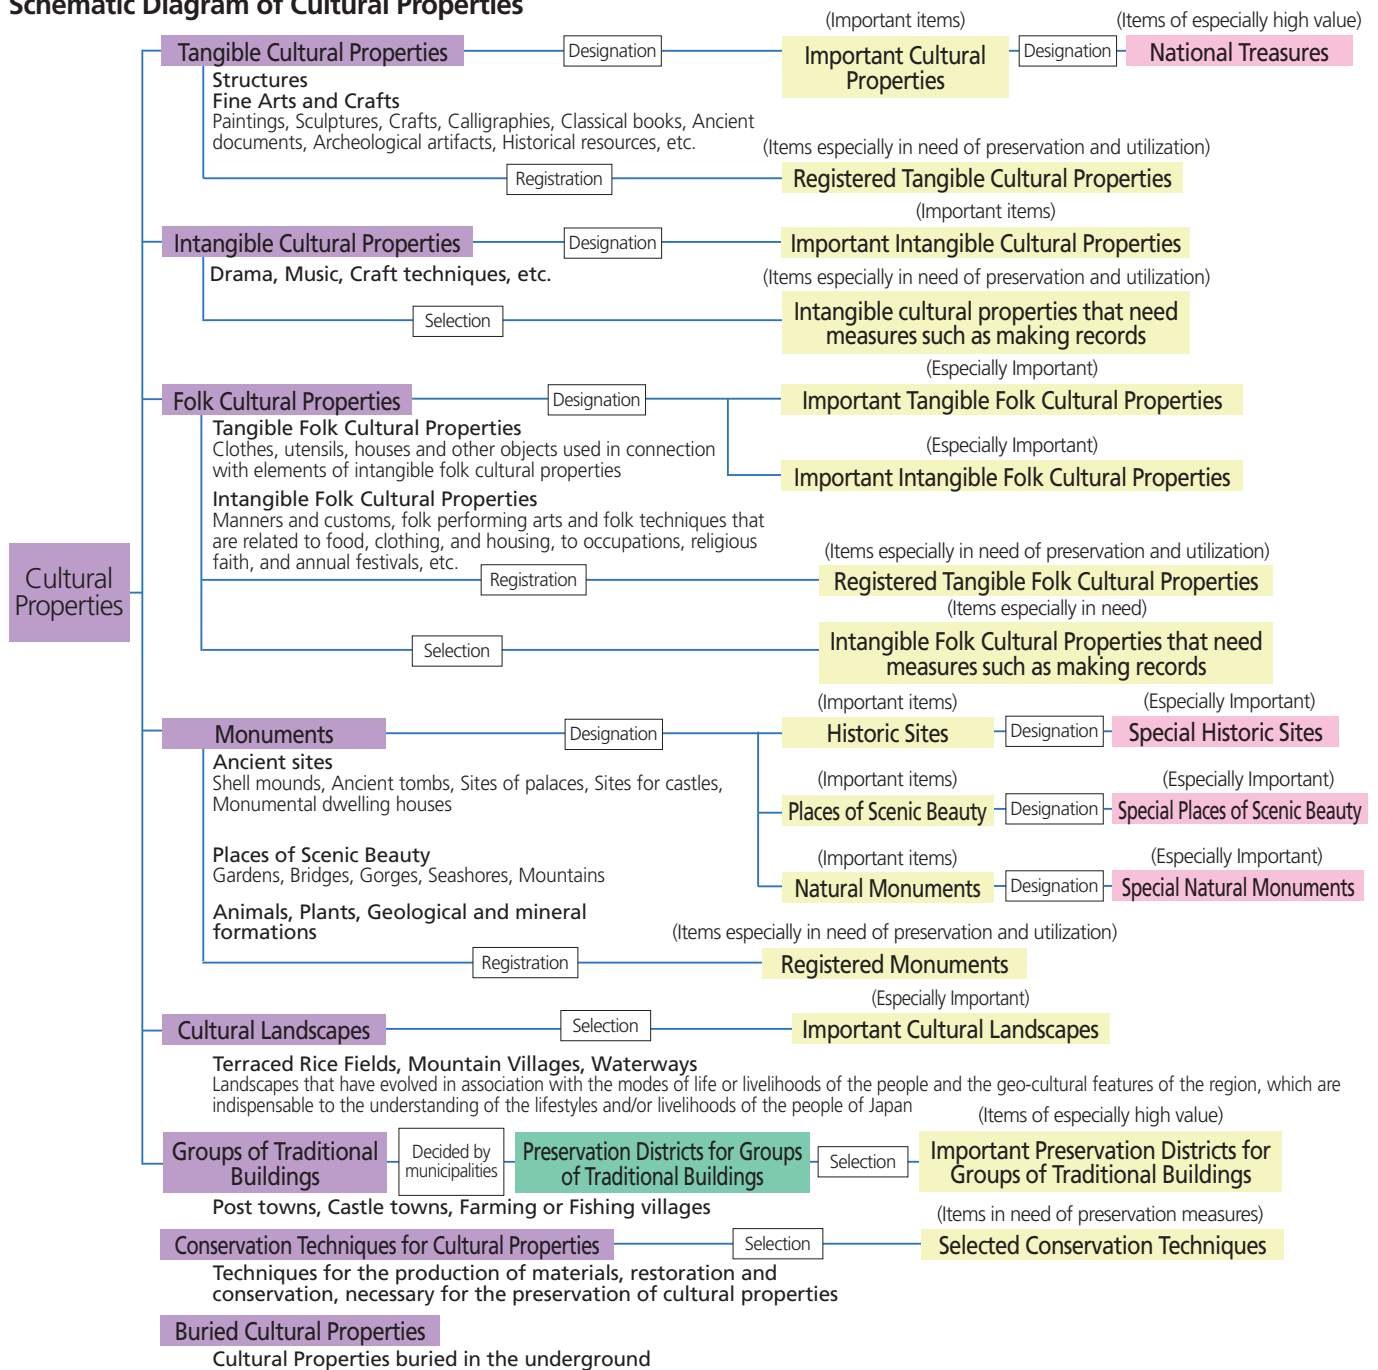 Schematic Diagram of Cultural Properties
(Important items)
(Items of especially high value)
Tangible Cultural Properties
Designation
Important Cultural
Properties
Designation
National Treasures
Structures
Fine Arts and Crafts
Paintings, Sculptures, Crafts, Calligraphies, Classical books, Ancient
documents, Archeological artifacts, Historical resources, etc.
(Items especially in need of preservation and utilization)
Registration
Registered Tangible Cultural Properties
(Important items)
Intangible Cultural Properties
Designation
Important Intangible Cultural Properties
Drama, Music, Craft techniques, etc.
(Items especially in need of preservation and utilization)
Selection
Intangible cultural properties that need
measures such as making records
(Especially Important)
Folk Cultural Properties
Designation
Important Tangible Folk Cultural Properties
Tangible Folk Cultural Properties
Clothes, utensils, houses and other objects used in connection
with elements of intangible folk cultural properties
(Especially Important)
Important Intangible Folk Cultural Properties
Intangible Folk Cultural Properties
Manners and customs, folk performing arts and folk techniques that
are related to food, clothing, and housing, to occupations, religious
faith, and annual festivals, etc.
(Items especially in need of preservation and utilization)
Registration
Registered Tangible Folk Cultural Properties
Cultural
Properties
(Items especially in need)
Selection
Intangible Folk Cultural Properties that need
measures such as making records
(Important items)
(Especially Important)
Monuments
Designation
Historic Sites
Designation
Special Historic Sites
Ancient sites
Shell mounds, Ancient tombs, Sites of palaces, Sites for castles,
Monumental dwelling houses
(Important items)
(Especially Important)
Places of Scenic Beauty
Designation
Special Places of Scenic Beauty
Places of Scenic Beauty
Gardens, Bridges, Gorges, Seashores, Mountains
(Important items)
(Especially Important)
Natural Monuments
Designation
Special Natural Monuments
Animals, Plants, Geological and mineral
formations
(Items especially in need of preservation and utilization)
Registration
Registered Monuments
(Especially Important)
Cultural Landscapes
Selection
Important Cultural Landscapes
Terraced Rice Fields, Mountain Villages, Waterways
Landscapes that have evolved in association with the modes of life or livelihoods of the people and the geo-cultural features of the region, which are
indispensable to the understanding of the lifestyles and/or livelihoods of the people of Japan
(Items of especially high value)
Groups of Traditional
Buildings
Decided by
municipalities
Preservation Districts for Groups
of Traditional Buildings
Selection
Important Preservation Districts for
Groups of Traditional Buildings
Post towns, Castle towns, Farming or Fishing villages
(Items in need of preservation measures)
Conservation Techniques for Cultural Properties
Selection
Selected Conservation Techniques
Techniques for the production of materials, restoration and
conservation, necessary for the preservation of cultural properties
Buried Cultural Properties
Cultural Properties buried in the underground